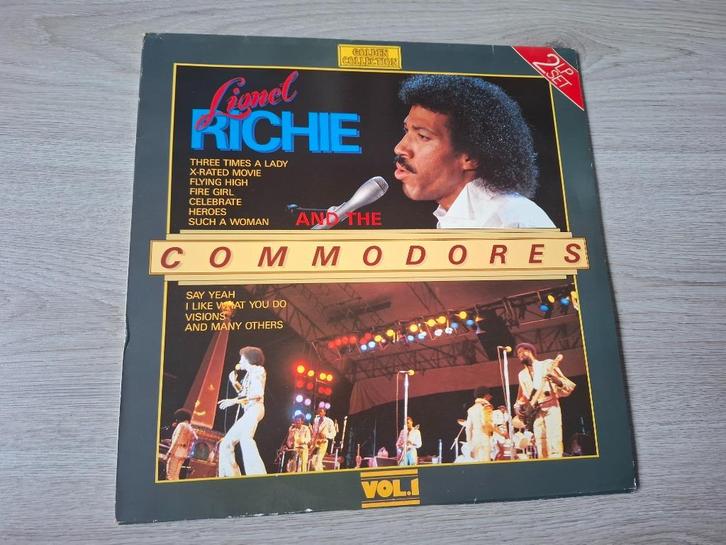 GOLDEN
COLLECTION
2 LP
SET
Lionel
RICHIE
THREE TIMES A LADY
X-RATED MOVIE
FLYING HIGH
FIRE GIRL
CELEBRATE
HEROES
SUCH A WOMAN
AND THE
COMMODORES
SAY YEAH
I LIKE WHAT YOU DO
VISIONS
AND MANY OTHERS
VOL.1